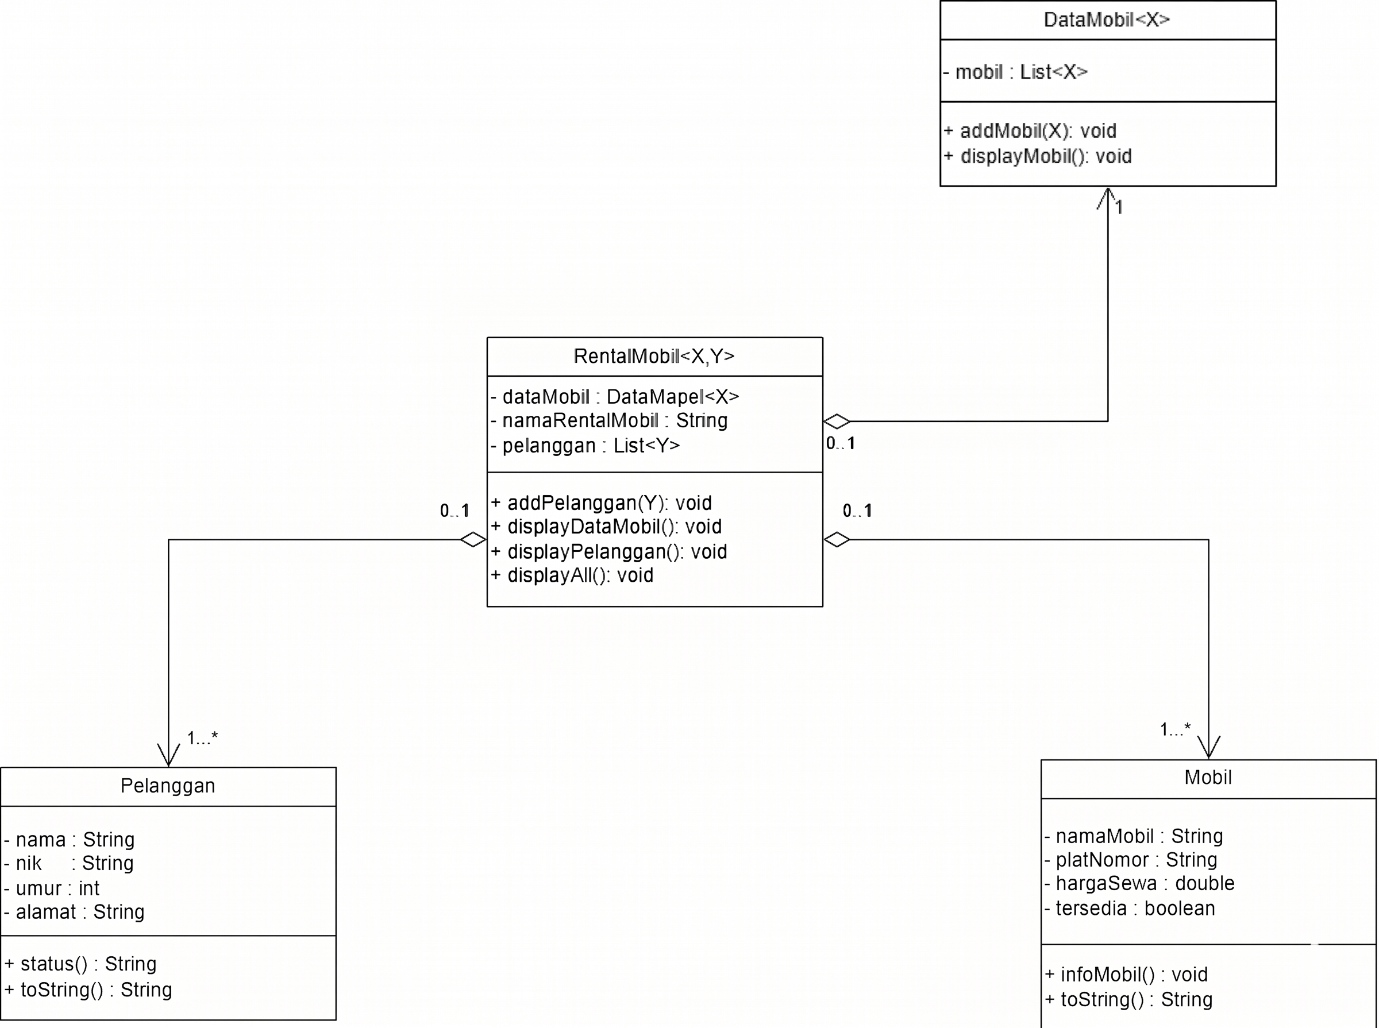 DataMobil<X>
- mobil : List<X>
+ addMobil(X): void
+ displayMobil(): void
1
RentalMobil<X,Y>
- dataMobil : DataMapel<X>
- namaRentalMobil : String
- pelanggan : List<Y>
0..1
+ addPelanggan(Y): void
+ displayDataMobil(): void
+ displayPelanggan(): void
+ displayAll(): void
0..1
0..1
1...*
1...*
Pelanggan
- nama : String
- nik : String
- umur : int
- alamat : String
+ status() : String
+ toString() : String
Mobil
- namaMobil : String
- platNomor : String
- hargaSewa : double
- tersedia : boolean
+ infoMobil() : void
+ toString() : String